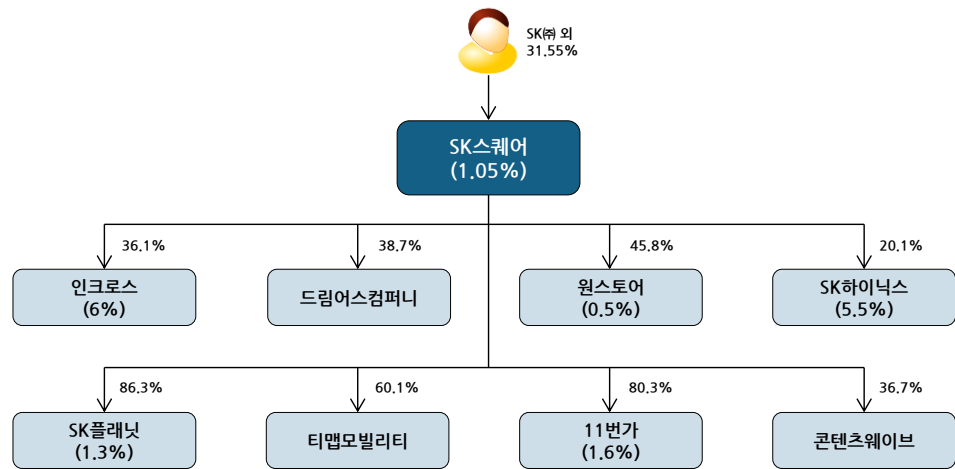 SK㈜ 외
31.55%
SK스퀘어
(1.05%)
36.1%
38.7%
45.8%
20.1%
인크로스
(6%)
드림어스컴퍼니
원스토어
(0.5%)
SK하이닉스
(5.5%)
86.3%
60.1%
80.3%
36.7%
SK플래닛
(1.3%)
티맵모빌리티
11번가
(1.6%)
콘텐츠웨이브